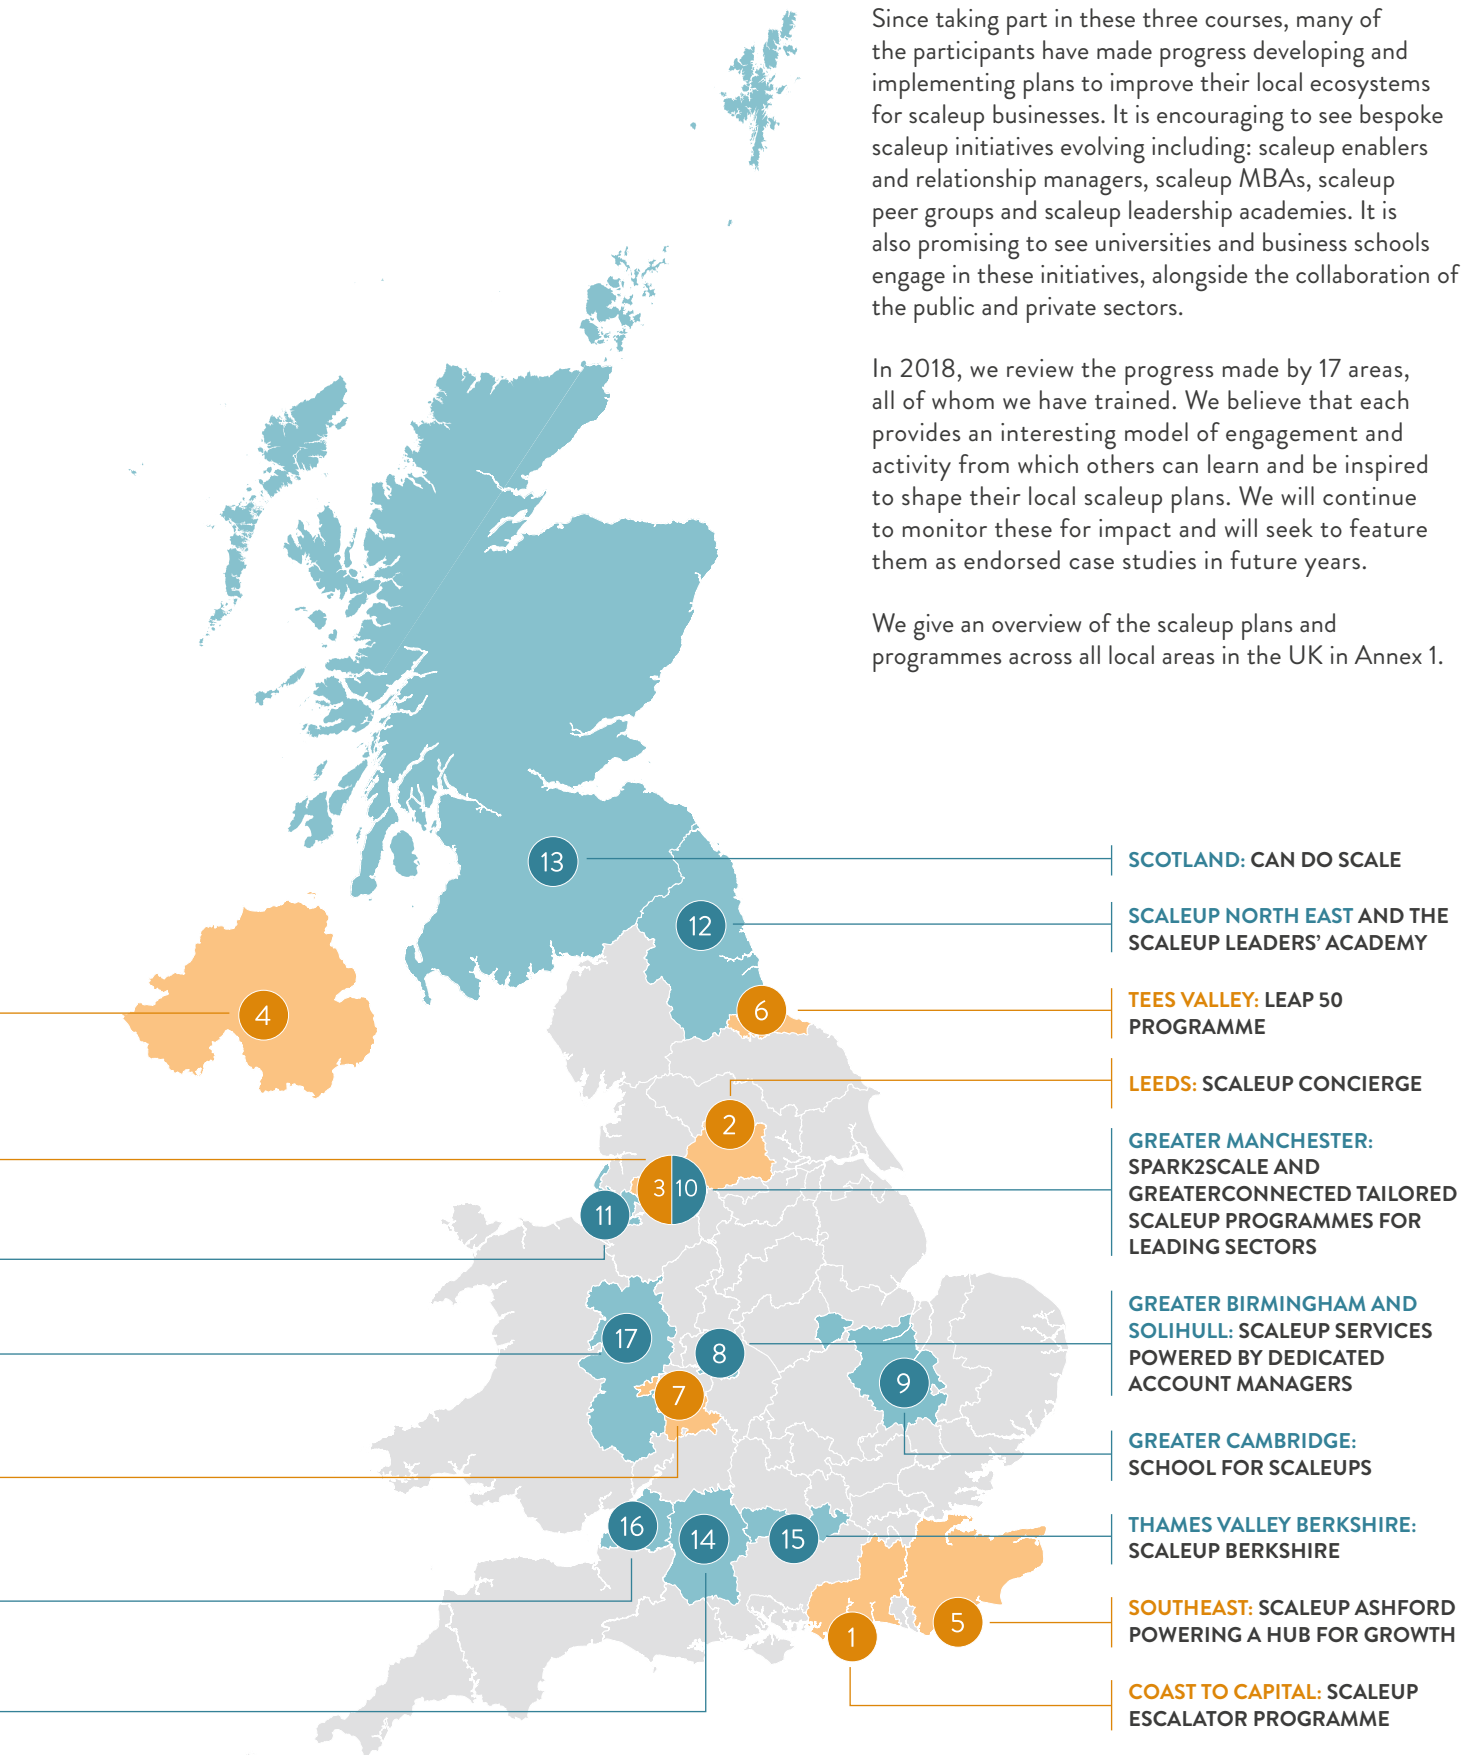 Since taking part in these three courses, many of
the participants have made progress developing and
implementing plans to improve their local ecosystems
for scaleup businesses. It is encouraging to see bespoke
scaleup initiatives evolving including: scaleup enablers
and relationship managers, scaleup MBAs, scaleup
peer groups and scaleup leadership academies. It is
also promising to see universities and business schools
engage in these initiatives, alongside the collaboration of
the public and private sectors.
In 2018, we review the progress made by 17 areas,
all of whom we have trained. We believe that each
provides an interesting model of engagement and
activity from which others can learn and be inspired
to shape their local scaleup plans. We will continue
to monitor these for impact and will seek to feature
them as endorsed case studies in future years.
We give an overview of the scaleup plans and
programmes across all local areas in the UK in Annex 1.
13
SCOTLAND: CAN DO SCALE
12
SCALEUP NORTH EAST AND THE
SCALEUP LEADERS' ACADEMY
4
6
TEES VALLEY: LEAP 50
PROGRAMME
2
LEEDS: SCALEUP CONCIERGE
3 10
11
GREATER MANCHESTER:
SPARK2SCALE AND
GREATERCONNECTED TAILORED
SCALEUP PROGRAMMES FOR
LEADING SECTORS
17
8
GREATER BIRMINGHAM AND
SOLIHULL: SCALEUP SERVICES
POWERED BY DEDICATED
ACCOUNT MANAGERS
7
9
GREATER CAMBRIDGE:
SCHOOL FOR SCALEUPS
16
14
15
THAMES VALLEY BERKSHIRE:
SCALEUP BERKSHIRE
5
SOUTHEAST: SCALEUP ASHFORD
POWERING A HUB FOR GROWTH
1
COAST TO CAPITAL: SCALEUP
ESCALATOR PROGRAMME